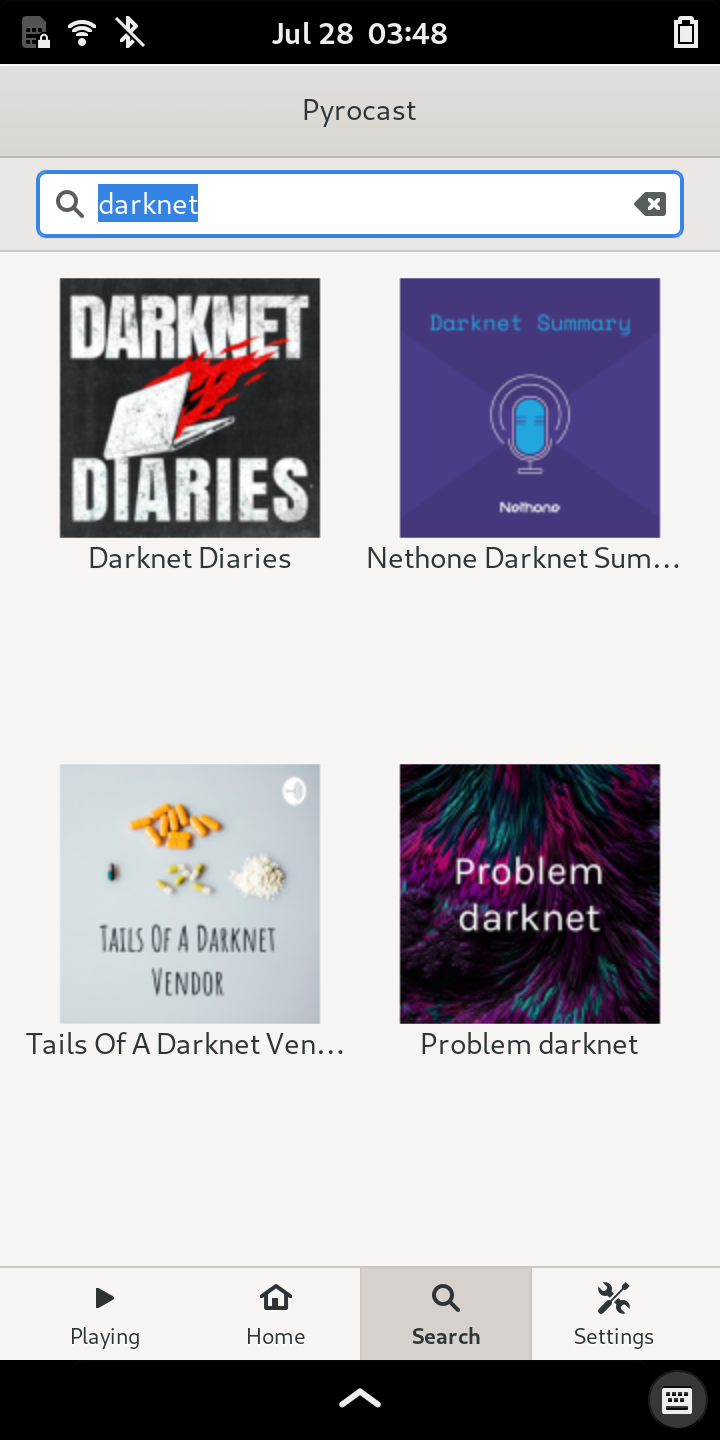 Jul 28 03:48
Pyrocast
darknet
DARKNET
DIARIES
Darknet Diaries
Darknet Summary
Nethone
Nethone Darknet Sum...
TAILS OF A DARKNET
VENDOR
Tails Of A Darknet Ven...
Problem
darknet
Problem darknet
Playing
Home
Search
Settings